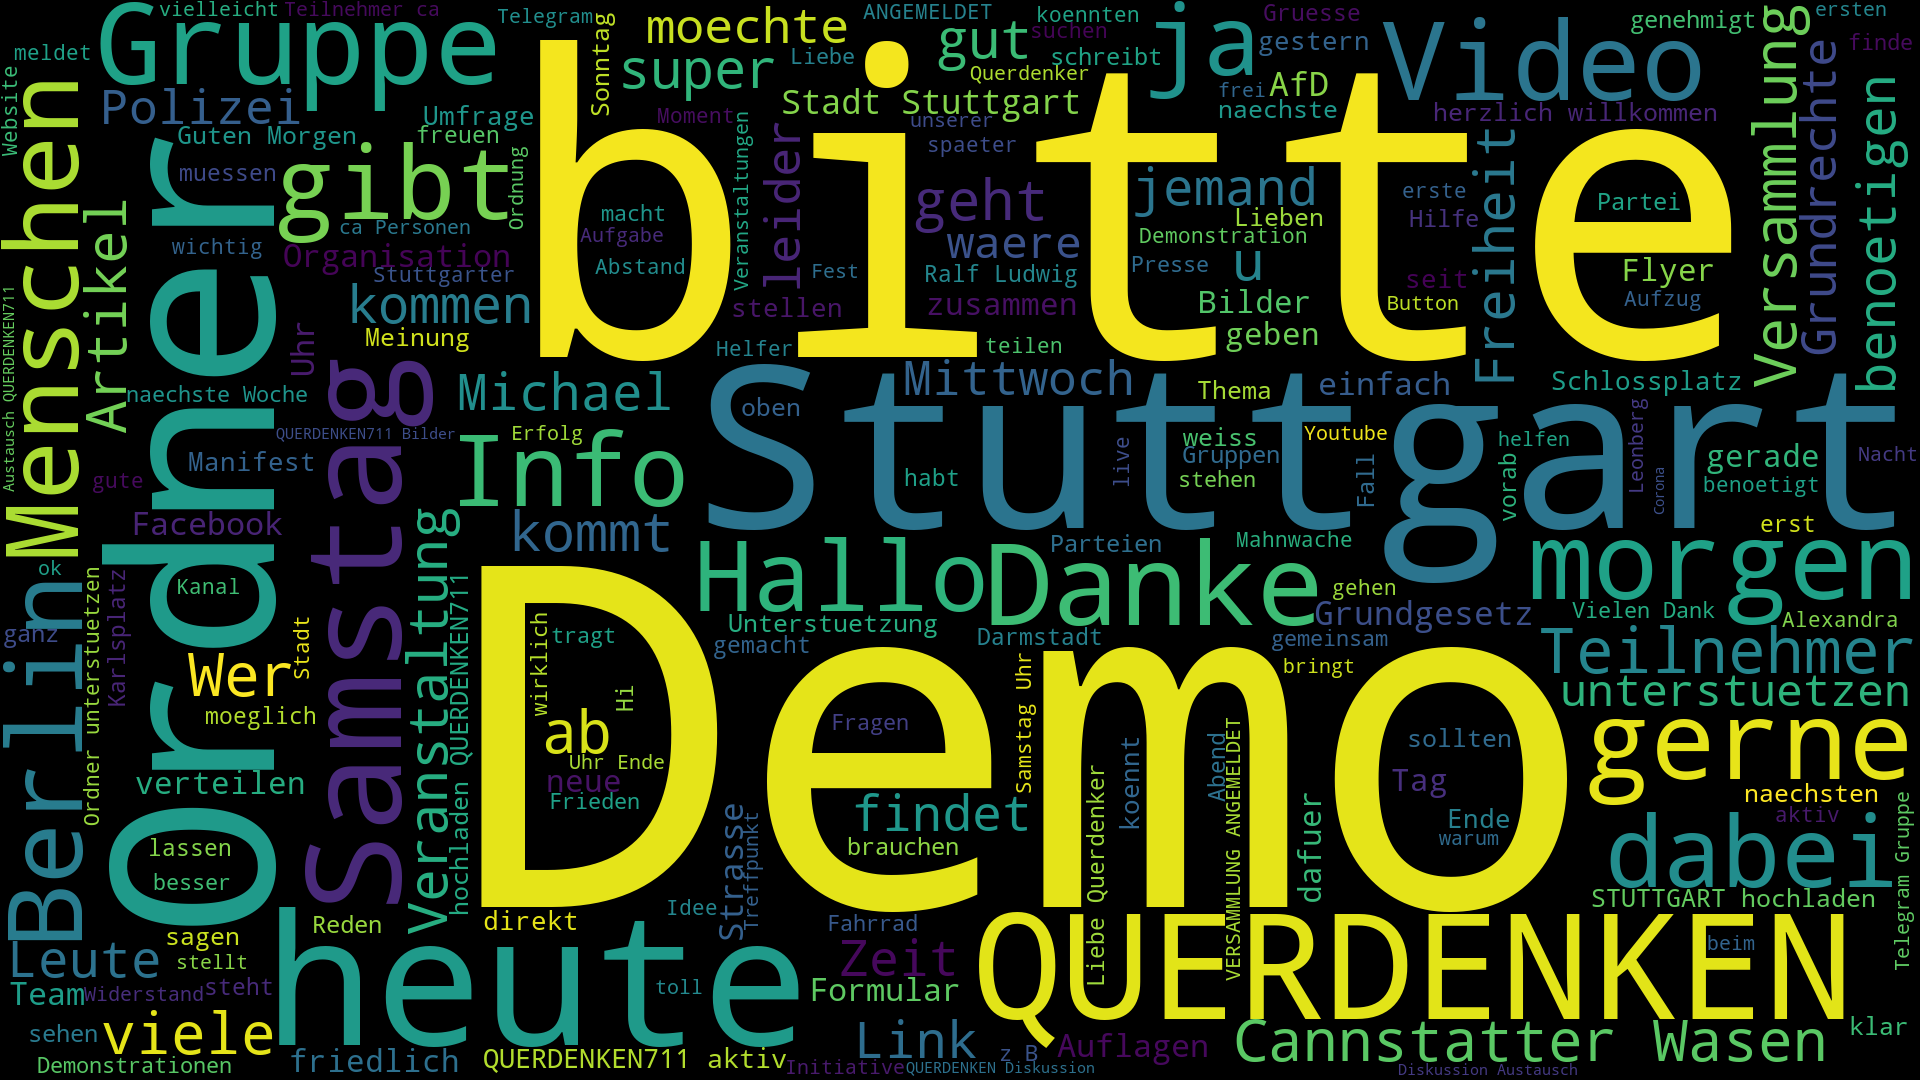 vielleicht
Teilnehmer ca
Telegram
moechte
ANGEMELDET
koennten
suchen
Gruesse
genehmigt
ersten
meldet
Gruppe
Sonntag
super
Liebe
gut
schreibt
ja
gestern
Video
finde
Website
Menschen
Polizei
Umfrage
Moment
Querdenker
Stadt Stuttgart
frei
AfD
naechste
herzlich willkommen
Versammlung
Grundrechte
Guten Morgen
freuen
bitte
Veranstaltungen
leider
unserer
spaeter
jemand
Freiheit
benoetigen
muessen
gibt
Ordnung
geht
erste
Partei
Artikel
Ordner
wichtig
ca Personen
macht
Aufgabe
waere
Lieben
Hilfe
Organisation
Abstand
Demonstration
u
Stuttgarter
Fest
Ralf Ludwig
Presse
seit
Flyer
kommen
stellen
zusammen
Bilder
Button
Aufzug
Austausch QUERDENKEN711
Uhr
Meinung
Helfer
teilen
geben
naechste Woche
Samstag
Michael
Mittwoch
Thema
einfach
Schlossplatz
oben
Stuttgart
QUERDENKEN711 Bilder
Erfolg
Info
weiss
Youtube
helfen
Leonberg
gerade
Nacht
Manifest
live
Gruppen
Fall
vorab
Corona
gute
habt
stehen
benoetigt
Facebook
kommt
Parteien
Mahnwache
erst
Berlin
ok
Ordner unterstuetzen
Karlsplatz
Kanal
Veranstaltung
hochladen QUERDENKEN711
Hallo
Danke
gehen
morgen
ganz
Stadt
Demo
wirklich
tragt
Unterstuetzung
Darmstadt
Grundgesetz
Vielen Dank
Alexandra
gemacht
gemeinsam
Teilnehmer
Wer
Hi
Samstag Uhr
bringt
unterstuetzen
moeglich
ab
Fragen
koennt
Abend
VERSAMMLUNG ANGEMELDET
sollten
gerne
verteilen
Uhr Ende
neue
Liebe Querdenker
Tag
naechsten
Frieden
findet
dafuer
Ende
aktiv
Telegram Gruppe
lassen
Strasse
Treffpunkt
brauchen
warum
dabei
besser
STUTTGART hochladen
Reden
direkt
Idee
Fahrrad
QUERDENKEN
beim
sagen
heute
Leute
stellt
Zeit
Team
Widerstand
steht
toll
Formular
sehen
viele
Link
z B
Auflagen
Cannstatter Wasen
klar
Demonstrationen
friedlich
QUERDENKEN711 aktiv
Initiative
QUERDENKEN Diskussion
Diskussion Austausch